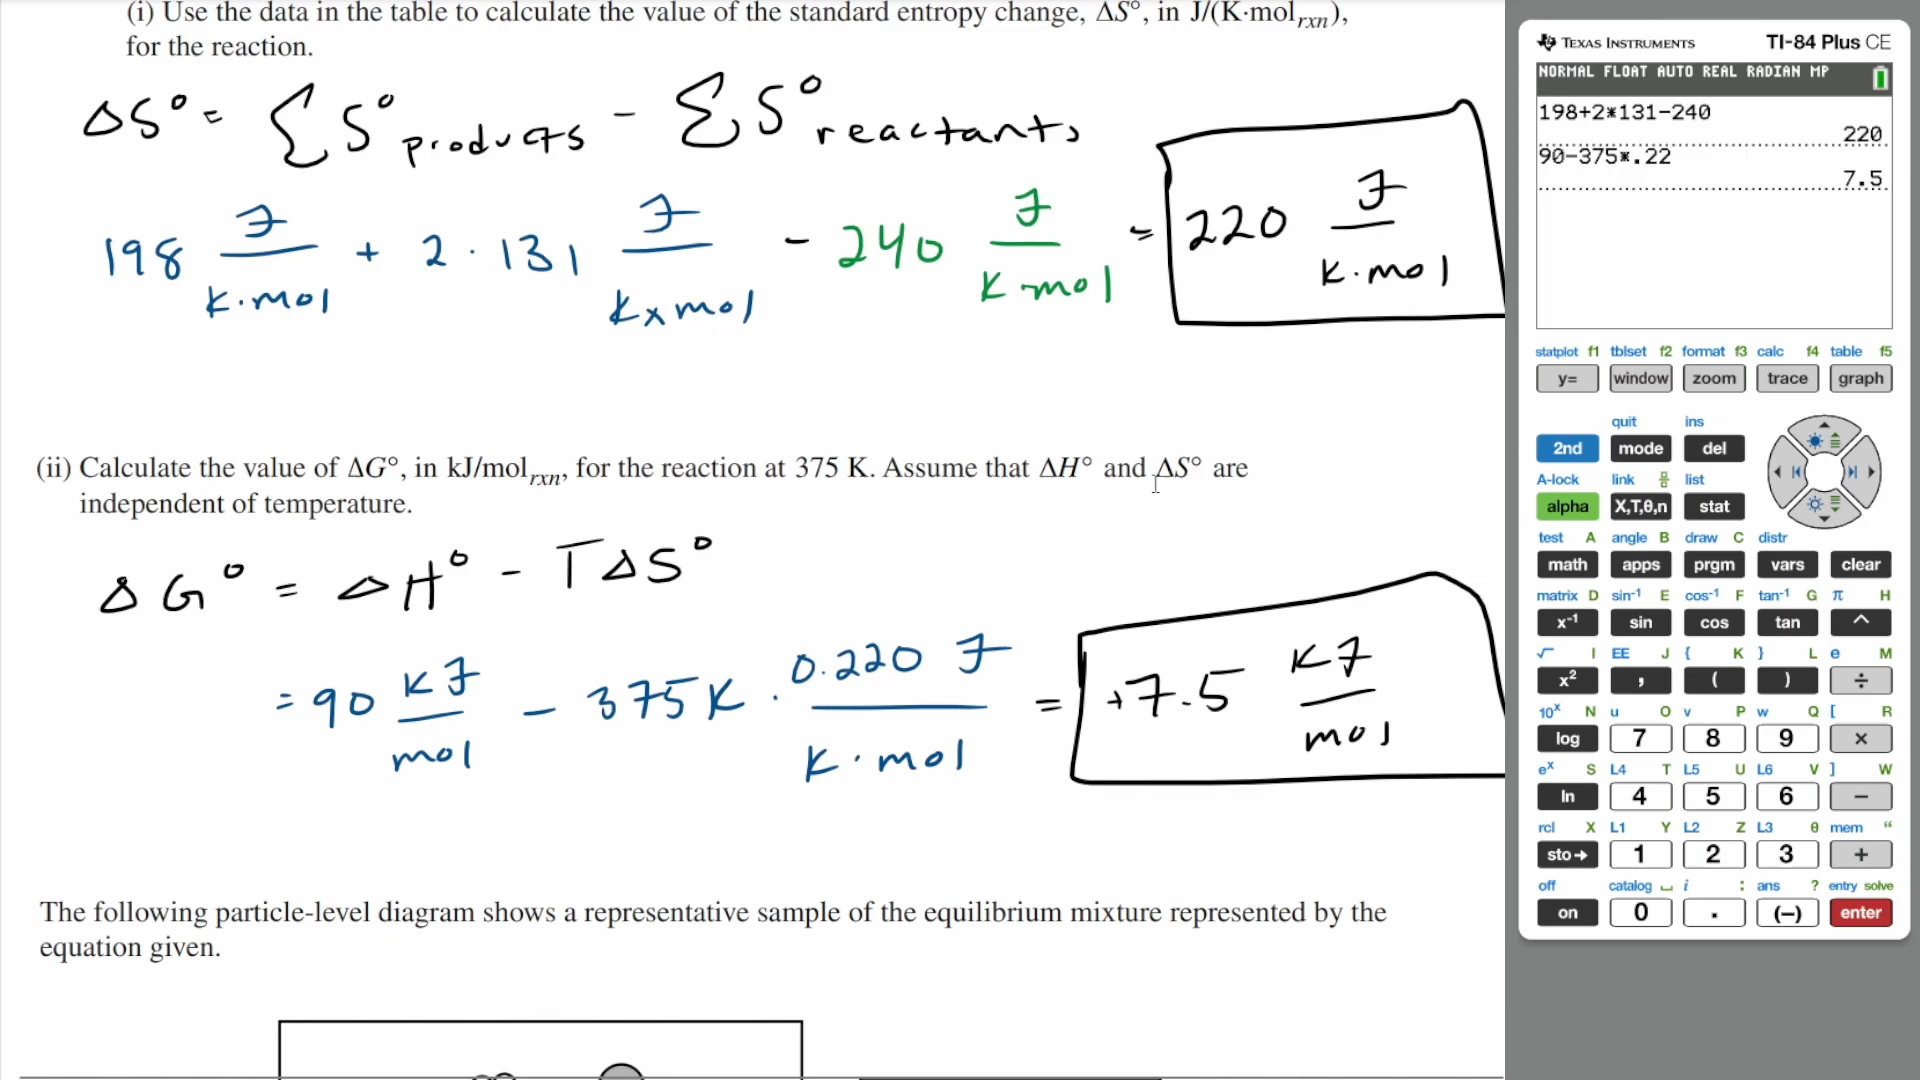 (i) Use the data in the table to calculate the value of the standard entropy change, ΔS°, in J/(K·mol_rxn),
for the reaction.
ΔS° = Σ S° products - Σ S° reactants
198 J/K·mol + 2 · 131 J/K×mol - 240 J/K·mol = 220 J/K·mol
(ii) Calculate the value of ΔG°, in kJ/mol_rxn, for the reaction at 375 K. Assume that ΔH° and ΔS° are
independent of temperature.
ΔG° = ΔH° - TΔS°
= 90 kJ/mol - 375K · 0.220 J/K·mol = +7.5 kJ/mol
The following particle-level diagram shows a representative sample of the equilibrium mixture represented by the
equation given.
TEXAS INSTRUMENTS TI-84 Plus CE
NORMAL FLOAT AUTO REAL RADIAN MP
198+2*131-240
220
90-375*.22
7.5
statplot f1 tblset f2 format f3 calc f4 table f5
y= window zoom trace graph
quit ins
2nd mode del
A-lock link list
alpha X,T,θ,n stat
test A angle B draw C distr
math apps prgm vars clear
matrix D sin⁻¹ E cos⁻¹ F tan⁻¹ G π H
x⁻¹ sin cos tan ^
√ I EE J { K } L e M
x² , ( ) ÷
10ˣ N u O v P w Q [ R
log 7 8 9 ×
eˣ S L4 T L5 U L6 V ] W
ln 4 5 6 −
rcl X L1 Y L2 Z L3 θ mem “
sto→ 1 2 3 +
off catalog ⎵ i : ans ? entry solve
on 0 . (−) enter